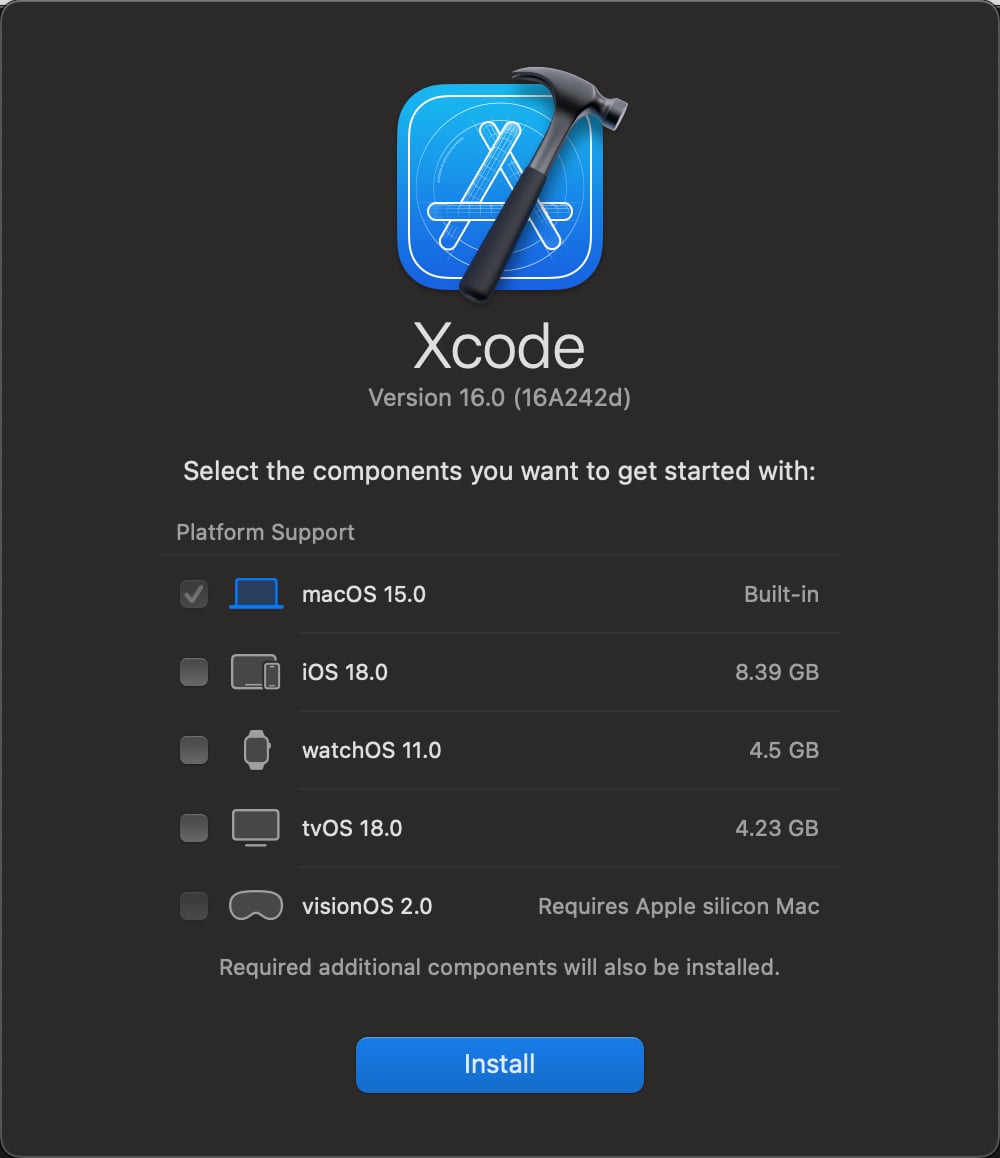 Xcode
Version 16.0 (16A242d)
Select the components you want to get started with:
Platform Support
macOS 15.0 Built-in
iOS 18.0 8.39 GB
watchOS 11.0 4.5 GB
tvOS 18.0 4.23 GB
visionOS 2.0 Requires Apple silicon Mac
Required additional components will also be installed.
Install